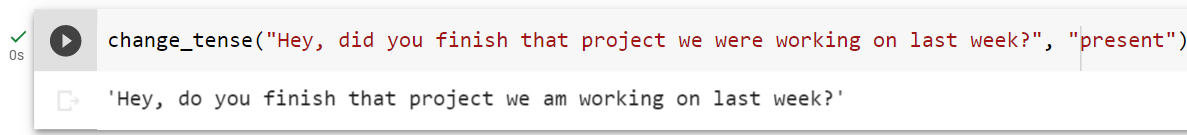 change_tense("Hey, did you finish that project we were working on last week?", "present")
0s
'Hey, do you finish that project we am working on last week?'